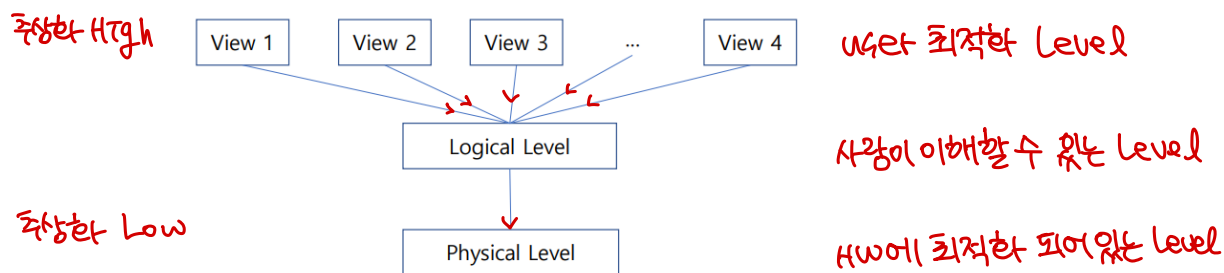 추상화 High
View 1 View 2 View 3 ... View 4
user 최적화 Level
Logical Level
사람이 이해할 수 있는 Level
추상화 Low
Physical Level
HW에 최적화 되어있는 Level